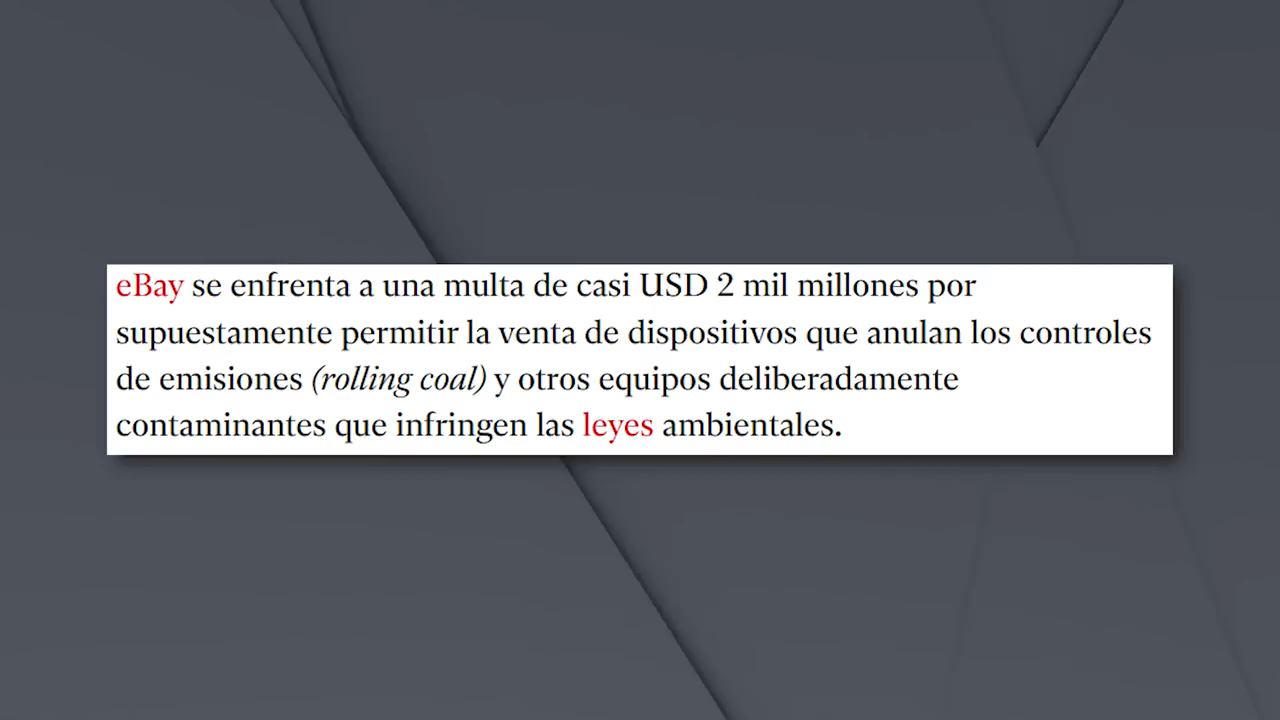 eBay se enfrenta a una multa de casi USD 2 mil millones por
supuestamente permitir la venta de dispositivos que anulan los controles
de emisiones (rolling coal) y otros equipos deliberadamente
contaminantes que infringen las leyes ambientales.